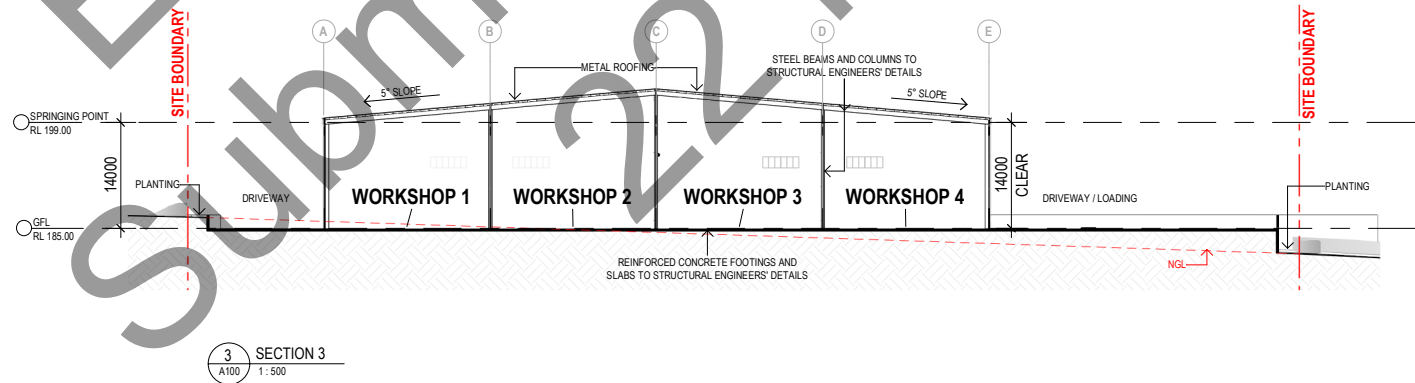 SITE BOUNDARY
SITE BOUNDARY
A
B
C
D
E
STEEL BEAMS AND COLUMNS TO
STRUCTURAL ENGINEERS' DETAILS
METAL ROOFING
5° SLOPE
5° SLOPE
SPRINGING POINT
RL 199.00
14000
14000
CLEAR
PLANTING
DRIVEWAY
WORKSHOP 1
WORKSHOP 2
WORKSHOP 3
WORKSHOP 4
DRIVEWAY / LOADING
PLANTING
GFL
RL 185.00
REINFORCED CONCRETE FOOTINGS AND
SLABS TO STRUCTURAL ENGINEERS' DETAILS
NGL
3
A100
SECTION 3
1 : 500